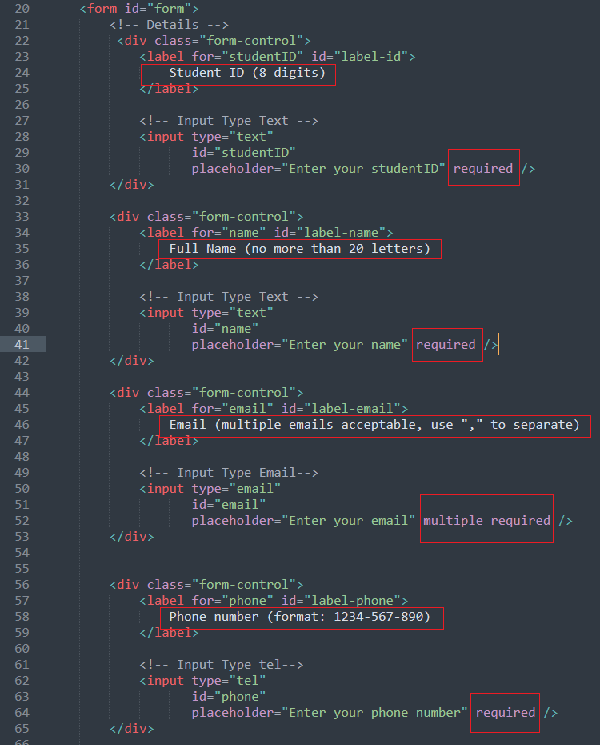 20 <form id="form">
21 <!-- Details -->
22 <div class="form-control">
23 <label for="studentID" id="label-id">
24 Student ID (8 digits)
25 </label>
26
27 <!-- Input Type Text -->
28 <input type="text"
29 id="studentID"
30 placeholder="Enter your studentID" required />
31 </div>
32
33 <div class="form-control">
34 <label for="name" id="label-name">
35 Full Name (no more than 20 letters)
36 </label>
37
38 <!-- Input Type Text -->
39 <input type="text"
40 id="name"
41 placeholder="Enter your name" required />
42 </div>
43
44 <div class="form-control">
45 <label for="email" id="label-email">
46 Email (multiple emails acceptable, use "," to separate)
47 </label>
48
49 <!-- Input Type Email-->
50 <input type="email"
51 id="email"
52 placeholder="Enter your email" multiple required />
53 </div>
54
55
56 <div class="form-control">
57 <label for="phone" id="label-phone">
58 Phone number (format: 1234-567-890)
59 </label>
60
61 <!-- Input Type tel-->
62 <input type="tel"
63 id="phone"
64 placeholder="Enter your phone number" required />
65 </div>
66